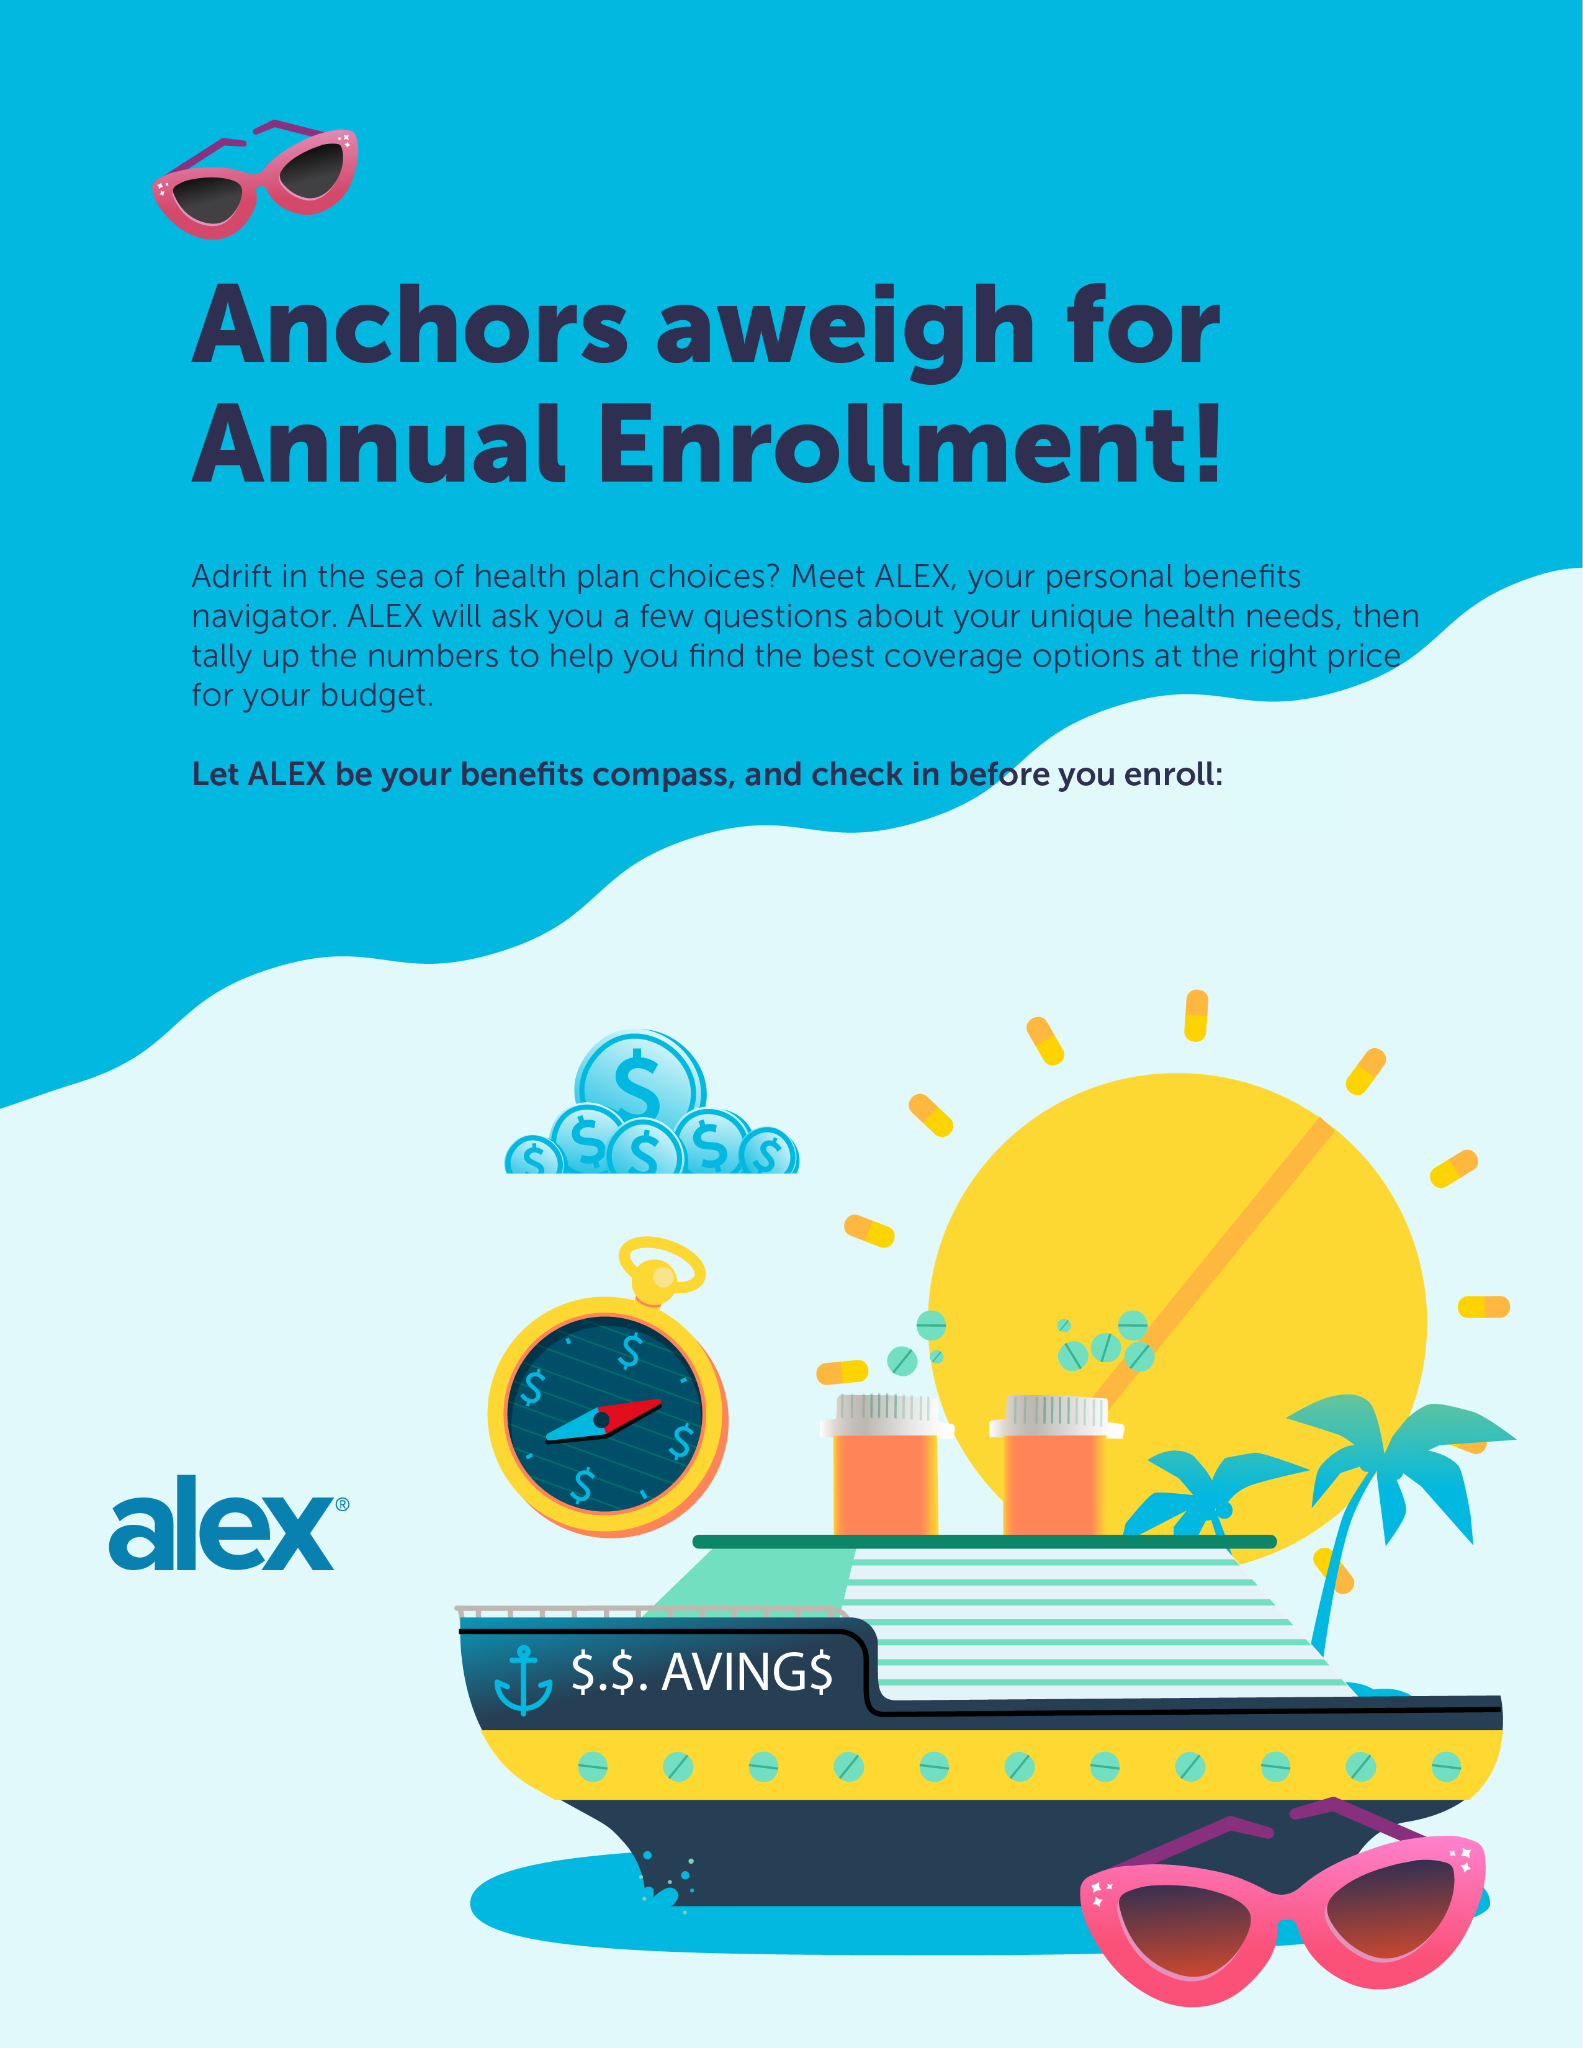 Anchors aweigh for
Annual Enrollment!
Adrift in the sea of health plan choices? Meet ALEX, your personal benefits
navigator. ALEX will ask you a few questions about your unique health needs, then
tally up the numbers to help you find the best coverage options at the right price
for your budget.
Let ALEX be your benefits compass, and check in before you enroll:
$
$ $ $ $ $
$
$
$
$
alex®
$.$. AVING$